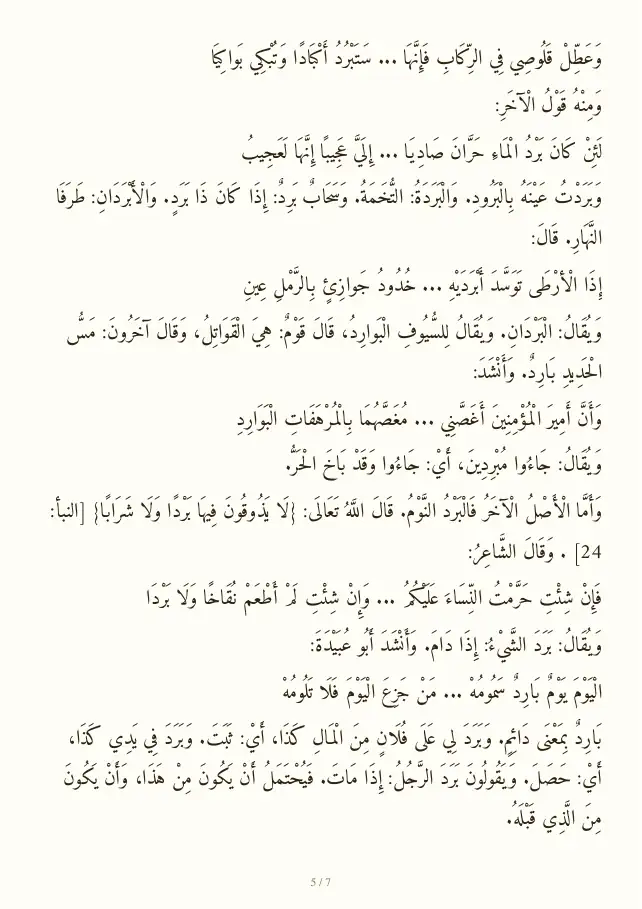 وَعَطِّلْ قَلُوصِي فِي الرِّكَابِ فَإِنَّهَا ... سَتَبْرُدُ أَكْبَادًا وَتُبْكِي بَوَاكِيَا
وَمِنْهُ قَوْلُ الْآخَرِ:
لَئِنْ كَانَ بَرْدُ الْمَاءِ حَرَّانَ صَادِيَا ... إِلَيَّ عَجِيبًا إِنَّهَا لَعَجِيبُ
وَبَرَدْتُ عَيْنَهُ بِالْبَرُودِ. وَالْبَرَدَةُ: التُّخَمَةُ. وَسَحَابٌ بَرِدٌ: إِذَا كَانَ ذَا بَرَدٍ. وَالْأَبْرَدَانِ: طَرَفَا
النَّهَارِ. قَالَ:
إِذَا الْأَرْطَى تَوَسَّدَ أَبْرَدَيْهِ ... خُدُودُ جَوَازِئٍ بِالرَّمْلِ عِينِ
وَيُقَالُ: الْبَرْدَانِ. وَيُقَالُ لِلسُّيُوفِ الْبَوَارِدُ، قَالَ قَوْمٌ: هِيَ الْقَوَاتِلُ، وَقَالَ آخَرُونَ: مَسُّ
الْحَدِيدِ بَارِدٌ. وَأَنْشَدَ:
وَأَنَّ أَمِيرَ الْمُؤْمِنِينَ أَغَصَّنِي ... مُغَصَّهُمَا بِالْمُرْهَفَاتِ الْبَوَارِدِ
وَيُقَالُ: جَاءُوا مُبْرِدِينَ، أَيْ: جَاءُوا وَقَدْ بَاخَ الْحَرُّ.
وَأَمَّا الْأَصْلُ الْآخَرُ فَالْبَرْدُ النَّوْمُ. قَالَ اللَّهُ تَعَالَى: {لَا يَذُوقُونَ فِيهَا بَرْدًا وَلَا شَرَابًا} [النبأ:
24] . وَقَالَ الشَّاعِرُ:
فَإِنْ شِئْتِ حَرَّمْتُ النِّسَاءَ عَلَيْكُمُ ... وَإِنْ شِئْتِ لَمْ أَطْعَمْ نُقَاخًا وَلَا بَرْدَا
وَيُقَالُ: بَرَدَ الشَّيْءُ: إِذَا دَامَ. وَأَنْشَدَ أَبُو عُبَيْدَةَ:
الْيَوْمَ يَوْمٌ بَارِدٌ سَمُومُهْ ... مَنْ جَزِعَ الْيَوْمَ فَلَا تَلُومُهْ
بَارِدٌ بِمَعْنَى دَائِمٍ. وَبَرَدَ لِي عَلَى فُلَانٍ مِنَ الْمَالِ كَذَا، أَيْ: ثَبَتَ. وَبَرَدَ فِي يَدِي كَذَا،
أَيْ: حَصَلَ. وَيَقُولُونَ بَرَدَ الرَّجُلُ: إِذَا مَاتَ. فَيُحْتَمَلُ أَنْ يَكُونَ مِنْ هَذَا، وَأَنْ يَكُونَ
مِنَ الَّذِي قَبْلَهُ.
5 / 7